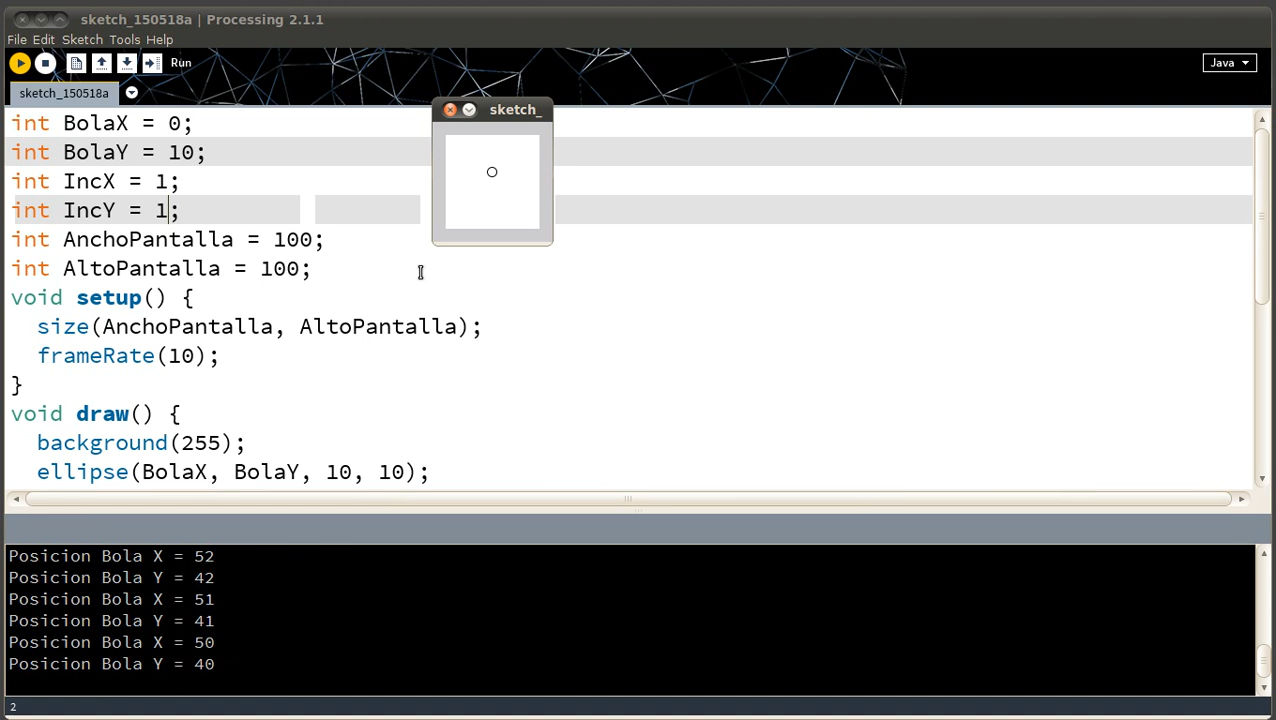 sketch_150518a | Processing 2.1.1
File Edit Sketch Tools Help
Run
Java
sketch_150518a
sketch_
int BolaX = 0;
int BolaY = 10;
int IncX = 1;
int IncY = 1;
int AnchoPantalla = 100;
int AltoPantalla = 100;
void setup() {
  size(AnchoPantalla, AltoPantalla);
  frameRate(10);
}
void draw() {
  background(255);
  ellipse(BolaX, BolaY, 10, 10);
Posicion Bola X = 52
Posicion Bola Y = 42
Posicion Bola X = 51
Posicion Bola Y = 41
Posicion Bola X = 50
Posicion Bola Y = 40
2